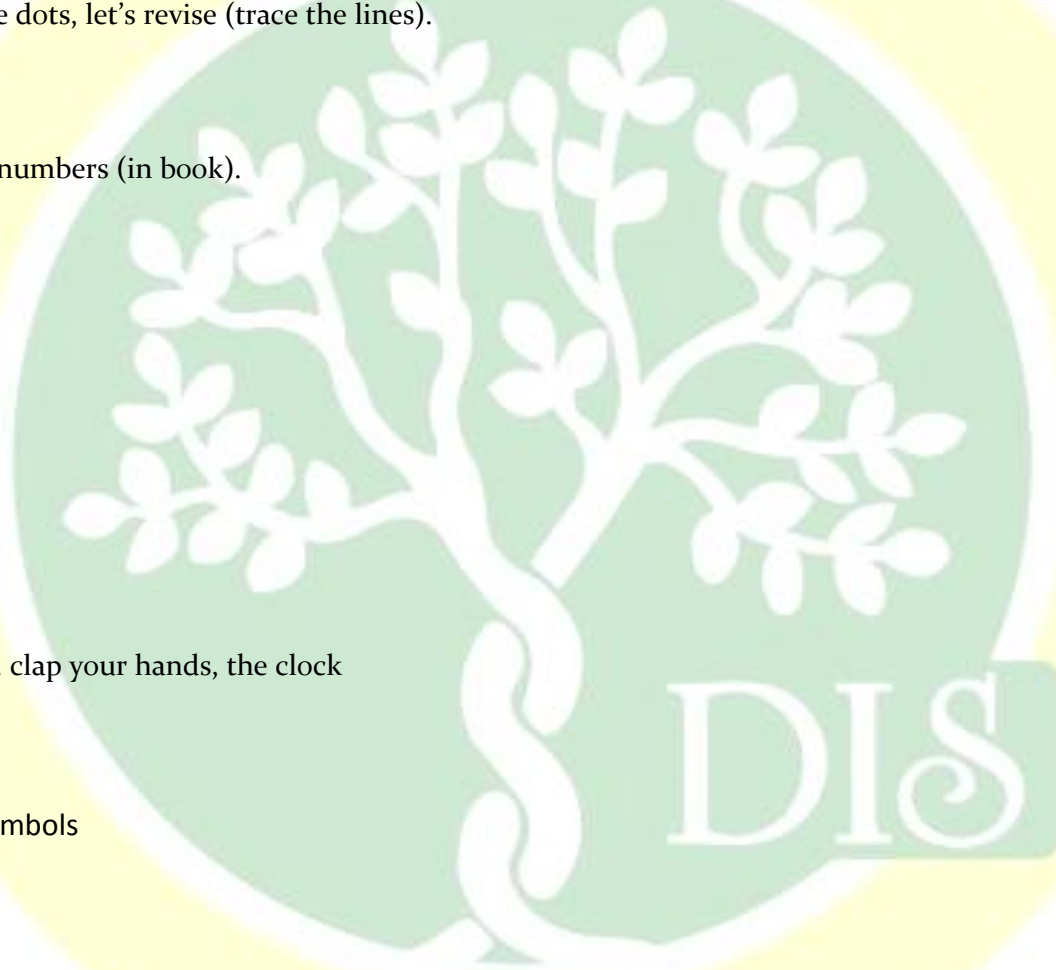 e dots, let's revise (trace the lines).
numbers (in book).
clap your hands, the clock
DIS
mbols